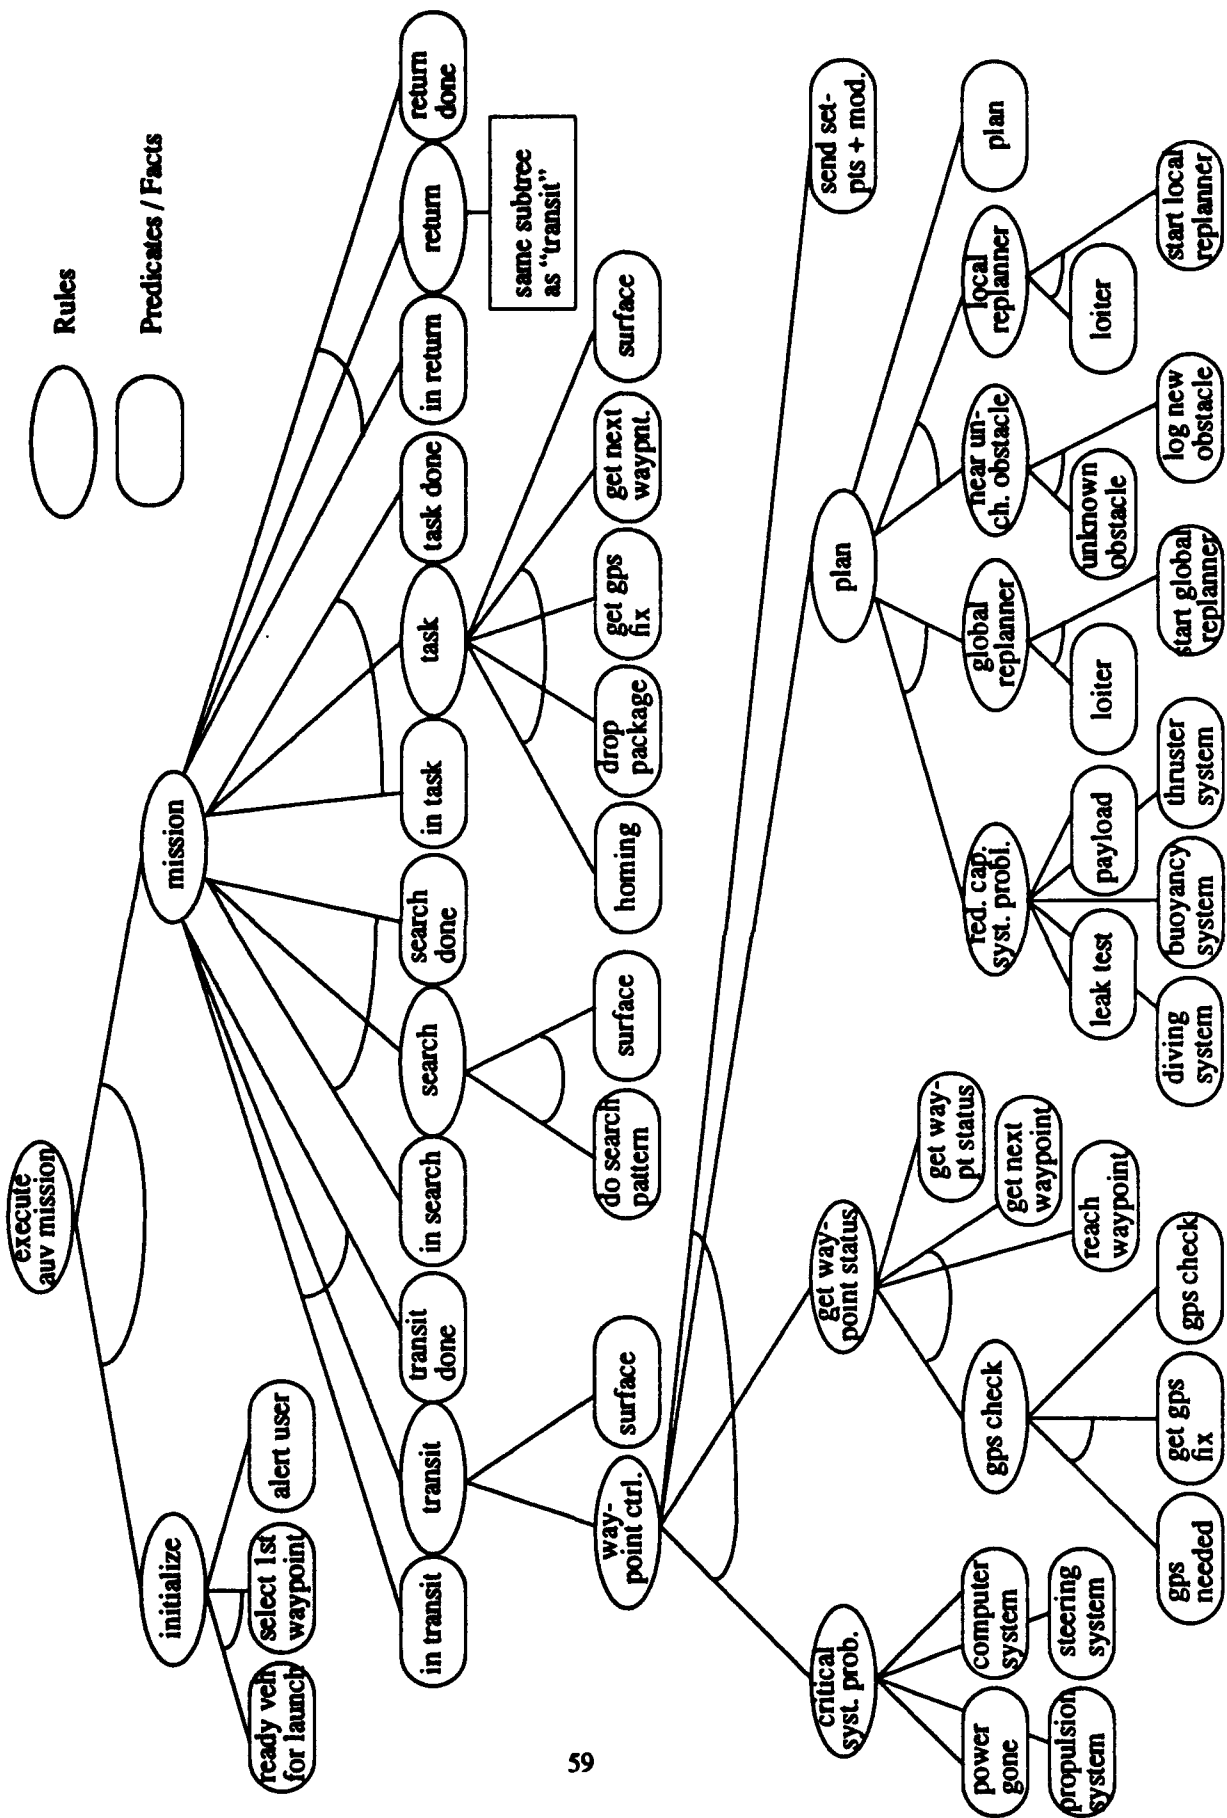 execute
auv mission
Rules
Predicates / Facts
initialize
mission
ready veh
for launch
select 1st
waypoint
alert user
in transit
transit
transit
done
in search
search
search
done
in task
task
task done
in return
return
return
done
way-
point ctrl.
surface
do search
pattern
surface
homing
drop
package
get gps
fix
get next
waypnt.
surface
same subtree
as "transit"
critical
syst. prob.
get way-
point status
plan
send set-
pts + mod.
power
gone
computer
system
propulsion
system
steering
system
gps check
get way-
pt status
get next
waypoint
reach
waypoint
gps
needed
get gps
fix
gps check
red. cap.
syst. probl.
global
replanner
near un-
ch. obstacle
local
replanner
plan
leak test
payload
diving
system
buoyancy
system
thruster
system
loiter
start global
replanner
unknown
obstacle
log new
obstacle
loiter
start local
replanner
59